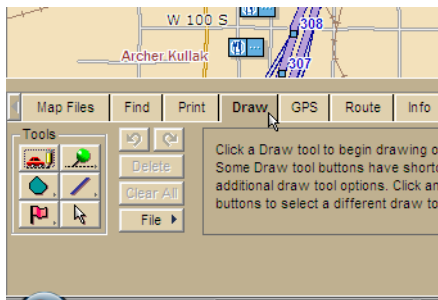 W 100 S
308
Archer Kullak
307
Map Files Find Print Draw GPS Route Info
Tools
Click a Draw tool to begin drawing o
Delete
Some Draw tool buttons have shortc
Clear All
additional draw tool options. Click an
File
buttons to select a different draw to